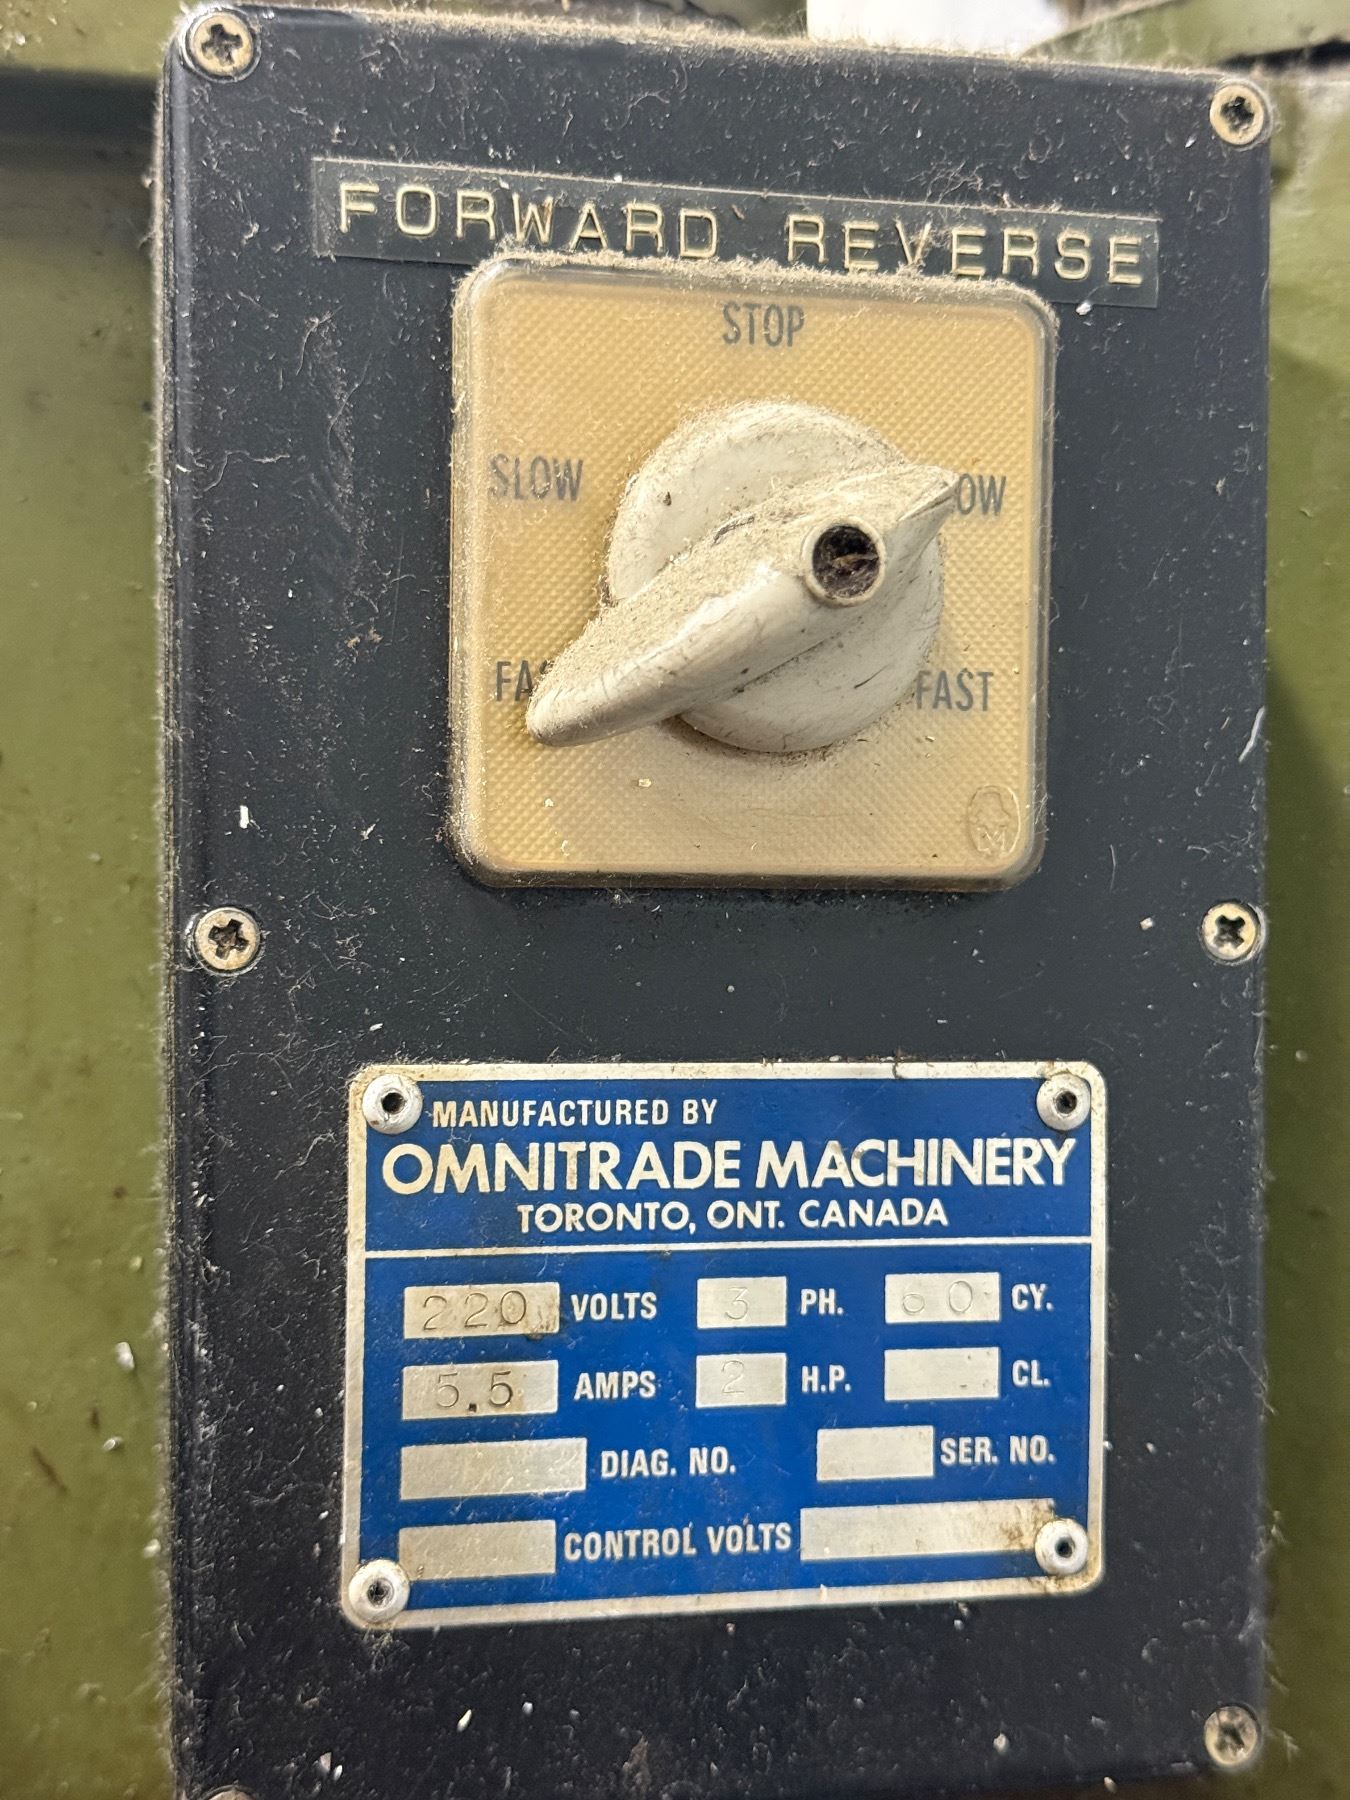 FORWARD REVERSE
STOP
SLOW
FAST
MANUFACTURED BY
OMNITRADE MACHINERY
TORONTO, ONT. CANADA
220 VOLTS 3 PH. 60 CY.
5.5 AMPS 2 H.P. CL.
DIAG. NO. SER. NO.
CONTROL VOLTS